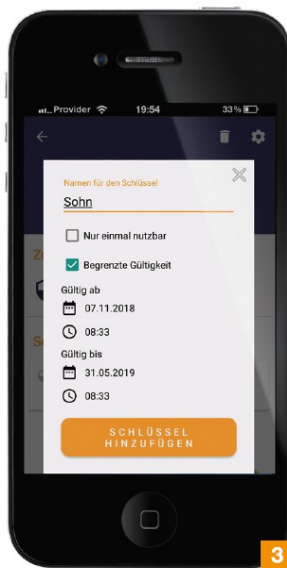 Provider 19:54 33%
Namen für den Schlüssel
Sohn
Nur einmal nutzbar
Begrenzte Gültigkeit
Gültig ab
07.11.2018
08:33
Gültig bis
31.05.2019
08:33
SCHLÜSSEL
HINZUFÜGEN
3